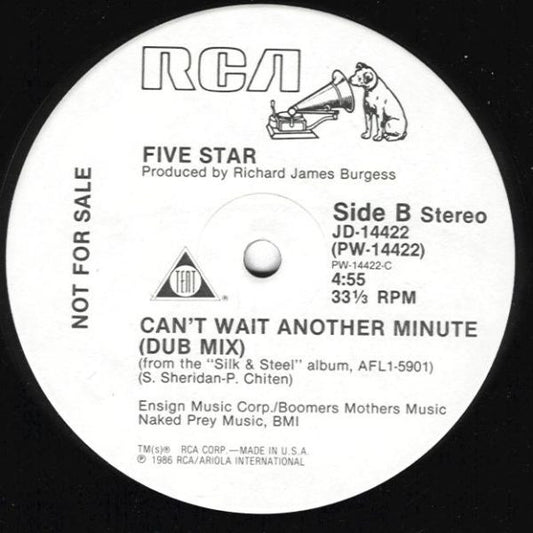 RCA
FIVE STAR
Produced by Richard James Burgess
NOT FOR SALE
Side B Stereo
JD-14422
(PW-14422)
PW-14422-C
4:55
33⅓ RPM
TENT
®
CAN'T WAIT ANOTHER MINUTE
(DUB MIX)
(from the "Silk & Steel" album, AFL1-5901)
(S. Sheridan-P. Chiten)
Ensign Music Corp./Boomers Mothers Music
Naked Prey Music, BMI
TM(s)® RCA CORP.—MADE IN U.S.A.
℗ 1986 RCA/ARIOLA INTERNATIONAL